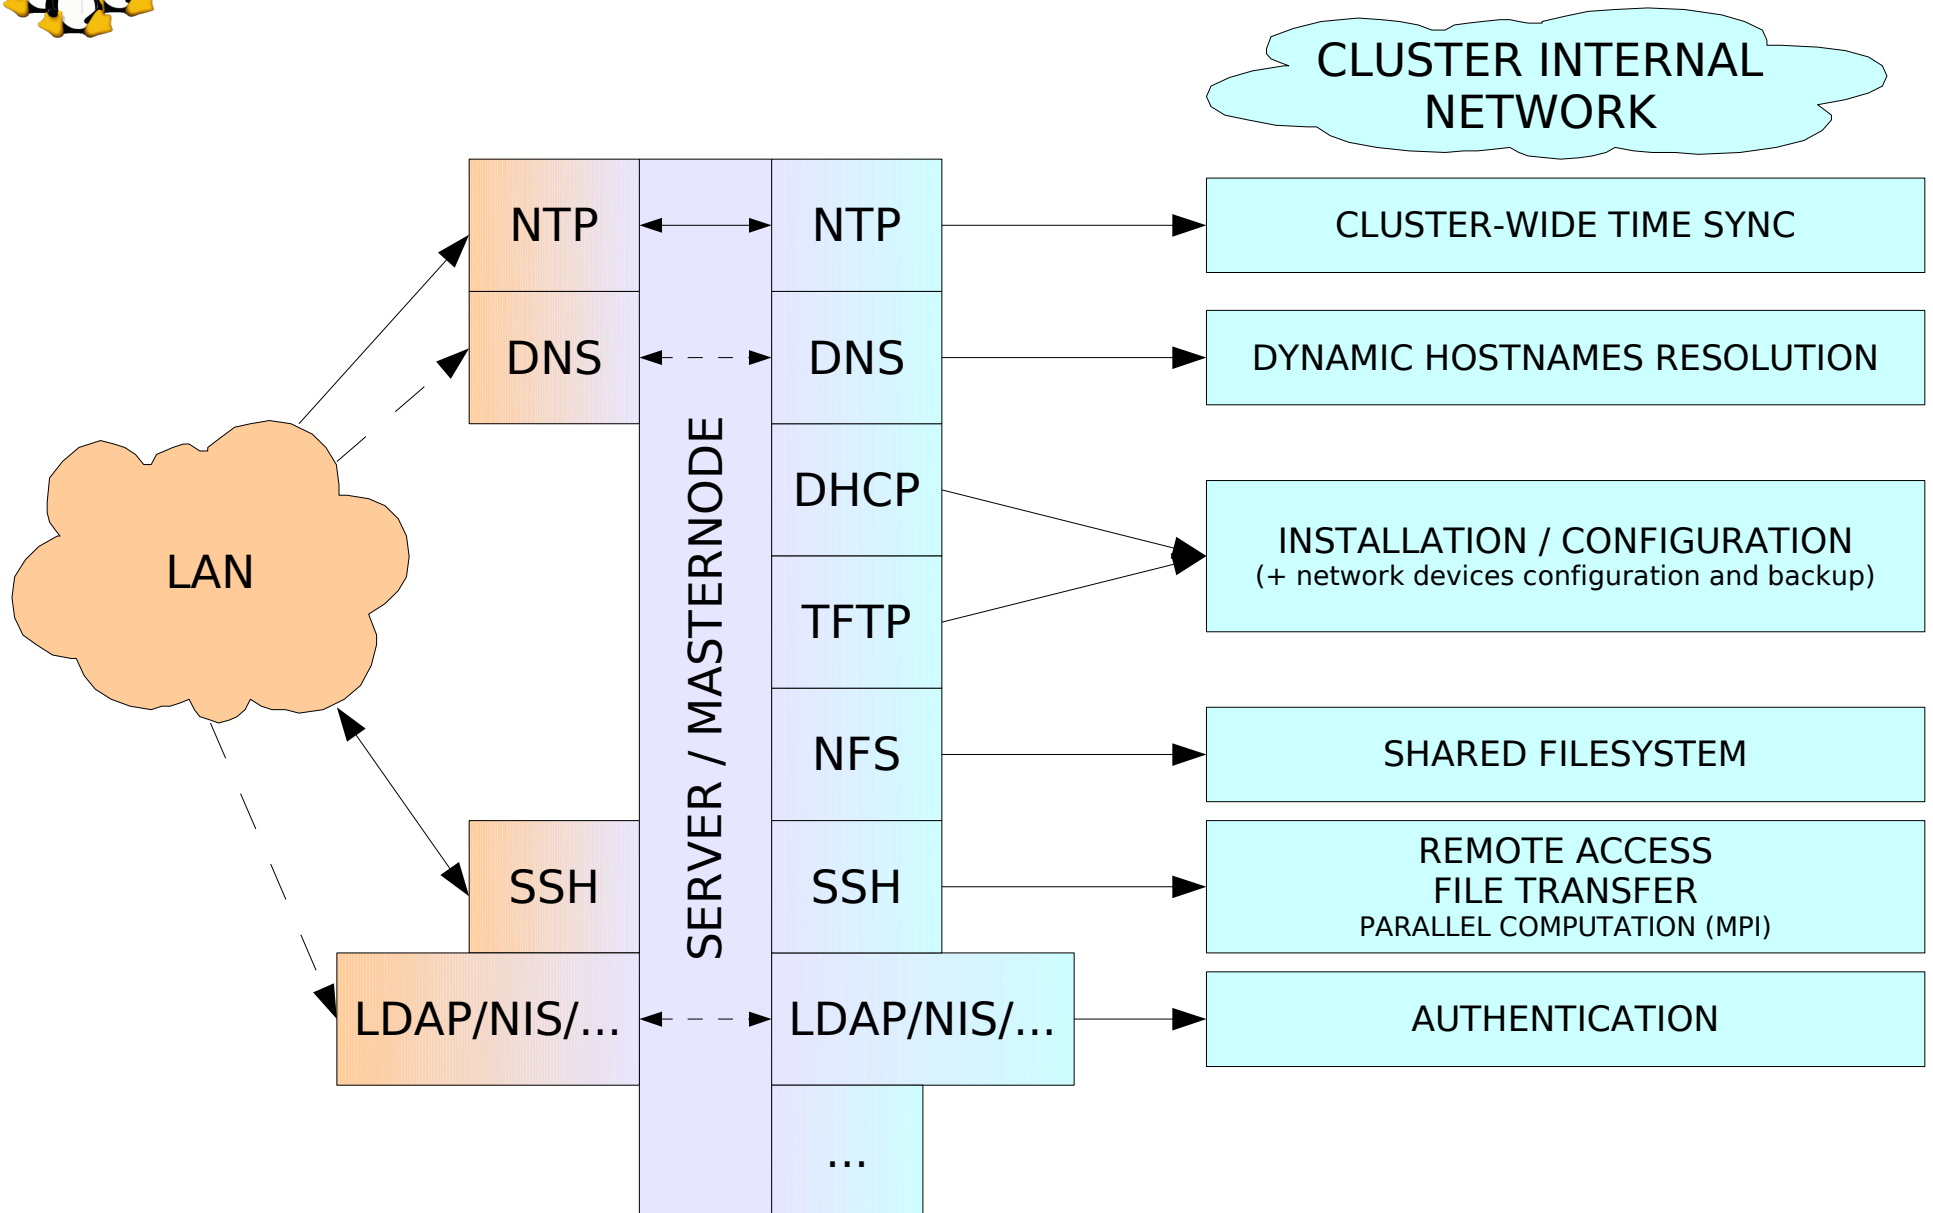 CLUSTER INTERNAL
NETWORK
NTP
NTP
CLUSTER-WIDE TIME SYNC
DNS
DNS
DYNAMIC HOSTNAMES RESOLUTION
SERVER / MASTERNODE
DHCP
INSTALLATION / CONFIGURATION
(+ network devices configuration and backup)
LAN
TFTP
NFS
SHARED FILESYSTEM
SSH
SSH
REMOTE ACCESS
FILE TRANSFER
PARALLEL COMPUTATION (MPI)
LDAP/NIS/...
LDAP/NIS/...
AUTHENTICATION
...